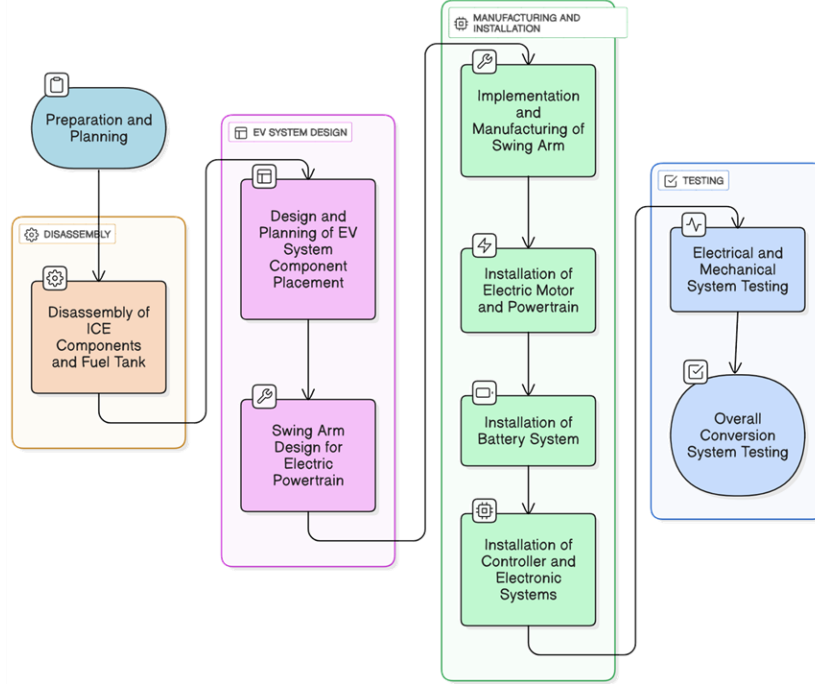 Preparation and
Planning
DISASSEMBLY
Disassembly of
ICE
Components
and Fuel Tank
EV SYSTEM DESIGN
Design and
Planning of EV
System
Component
Placement
Swing Arm
Design for
Electric
Powertrain
MANUFACTURING AND
INSTALLATION
Implementation
and
Manufacturing of
Swing Arm
Installation of
Electric Motor
and Powertrain
Installation of
Battery System
Installation of
Controller and
Electronic
Systems
TESTING
Electrical and
Mechanical
System Testing
Overall
Conversion
System Testing